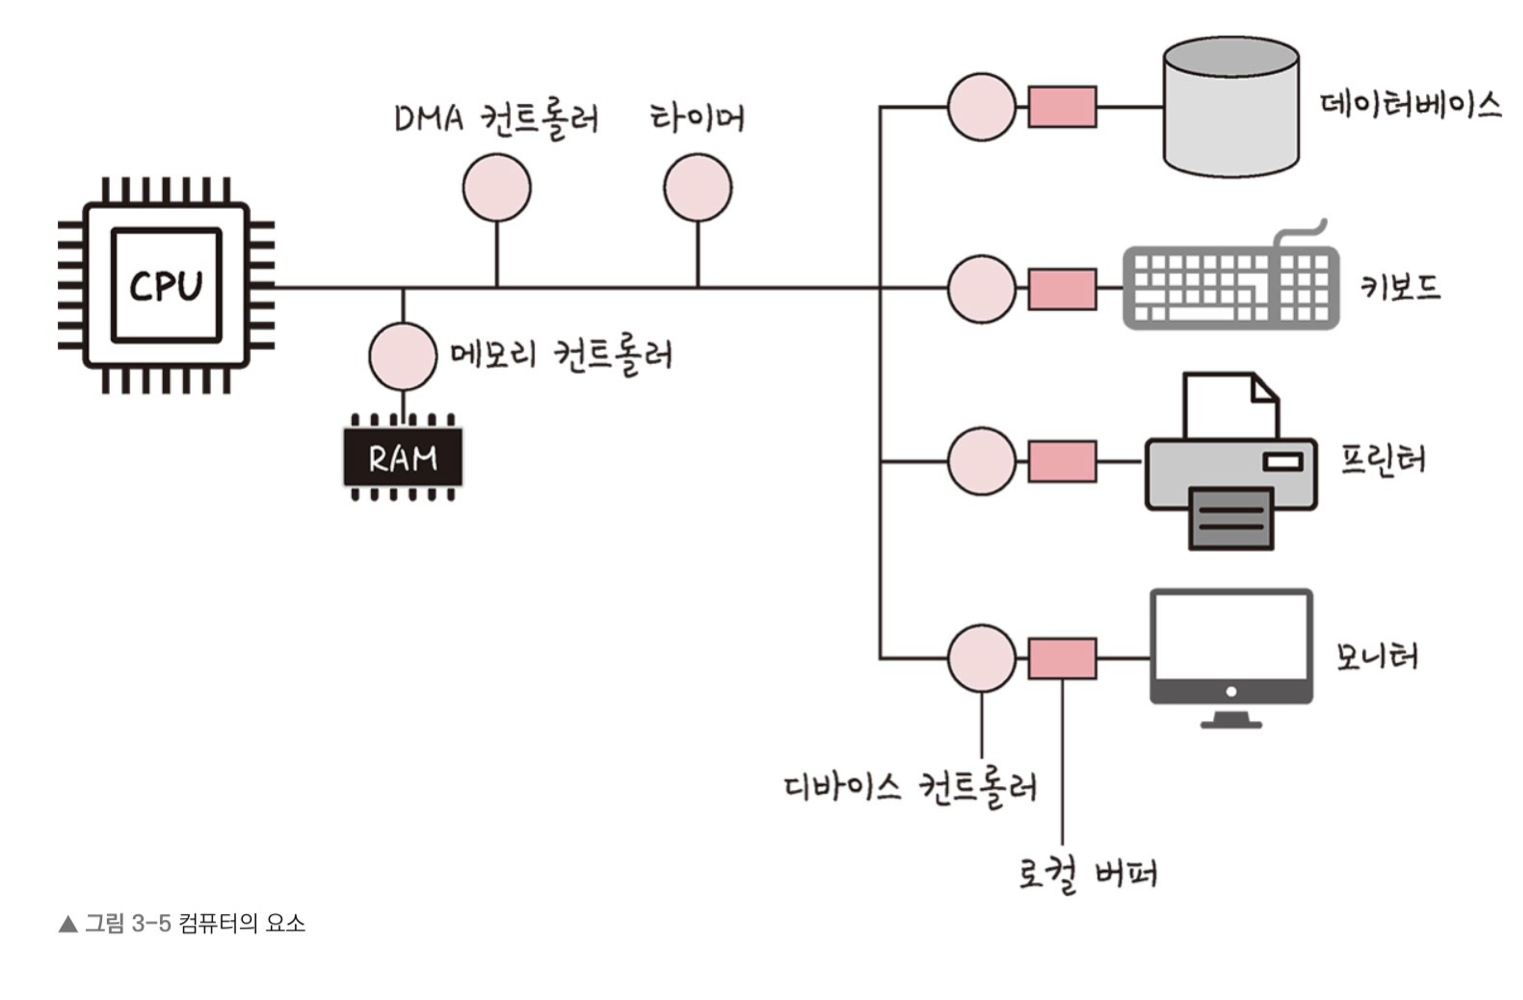 DMA 컨트롤러
타이머
데이터베이스
CPU
키보드
메모리 컨트롤러
RAM
프린터
모니터
디바이스 컨트롤러
로컬 버퍼
▲ 그림 3-5 컴퓨터의 요소